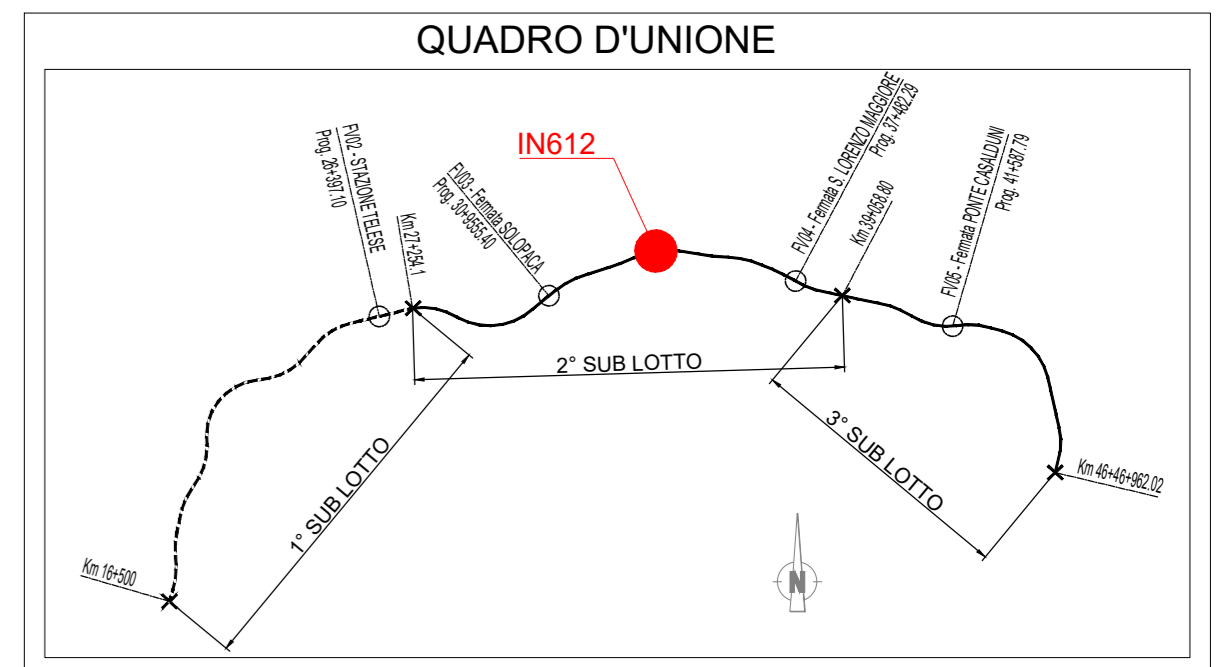 QUADRO D'UNIONE
FV02 - STAZIONE TELESE
Prog. 26+397.10
Km 27+254.1
FV03 - Fermata SOLOPACA
Prog. 30+9555.40
IN612
FV04 - Fermata S. LORENZO MAGGIORE
Prog. 37+482.29
Km 39+058.80
FV05 - Fermata PONTE CASALDUNI
Prog. 41+587.79
2° SUB LOTTO
1° SUB LOTTO
3° SUB LOTTO
Km 46+46+962.02
Km 16+500
N